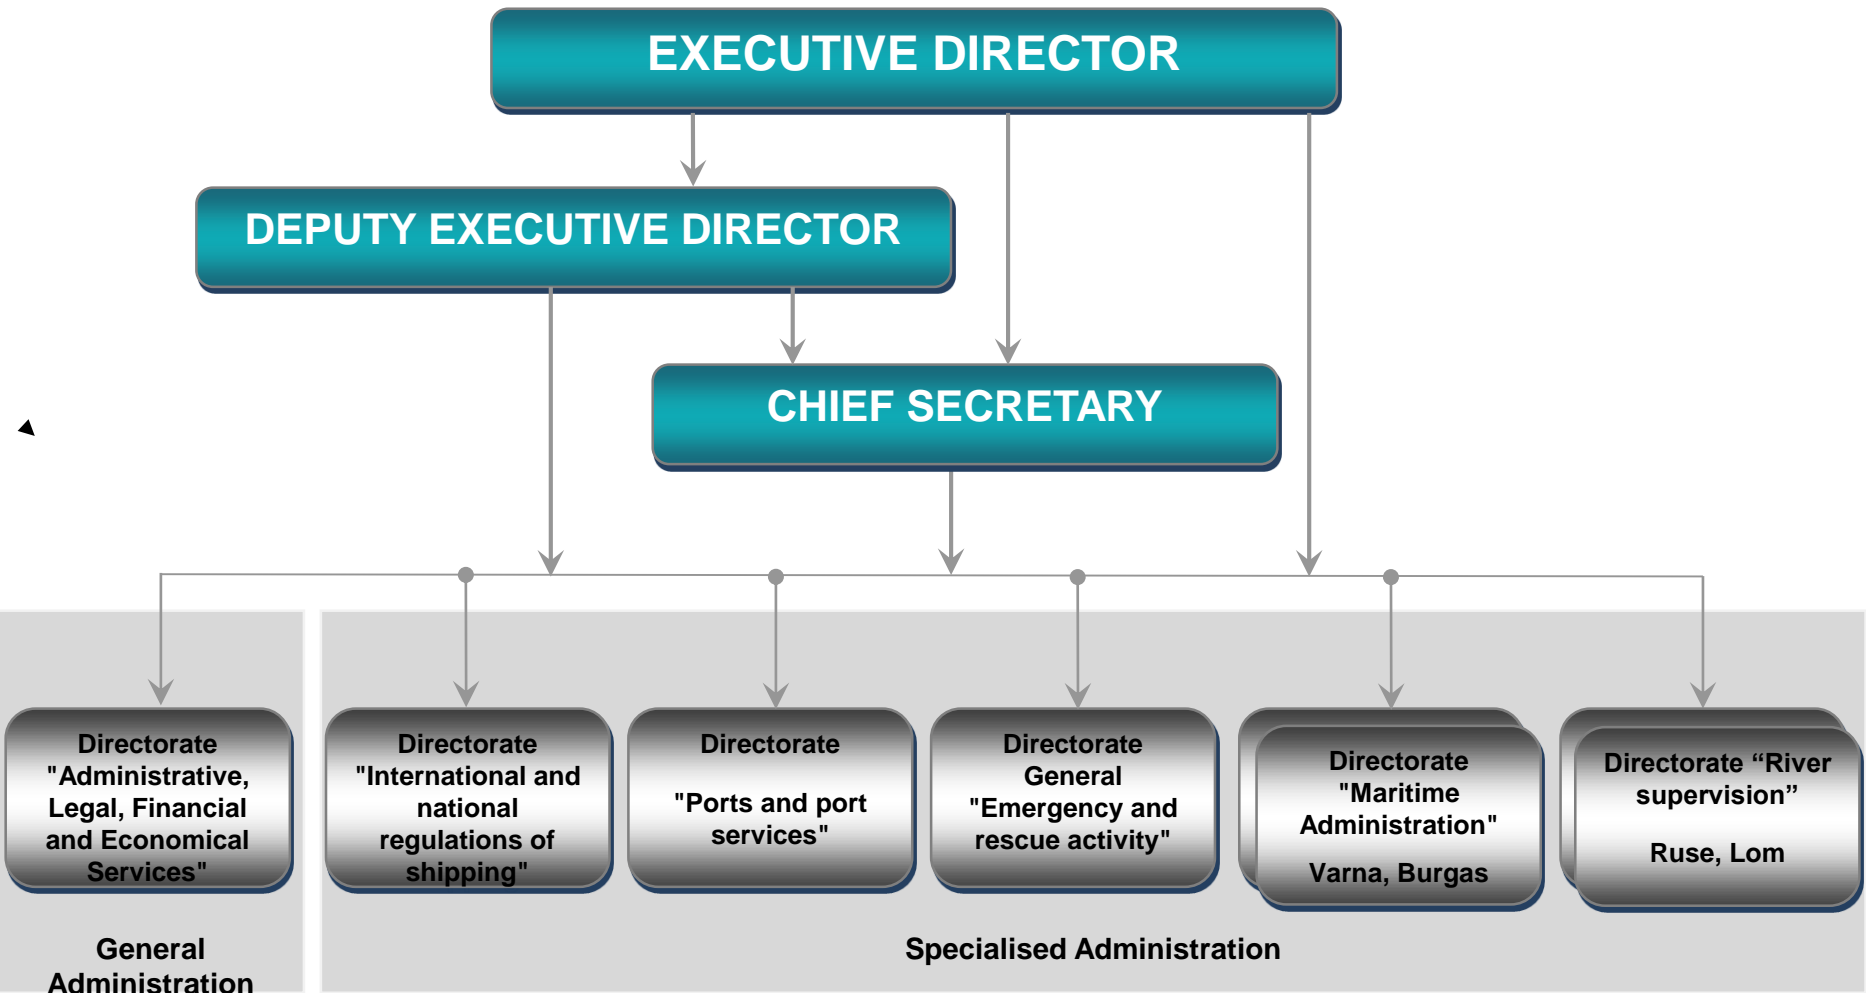 EXECUTIVE DIRECTOR
DEPUTY EXECUTIVE DIRECTOR
CHIEF SECRETARY
Directorate
"Administrative,
Legal, Financial
and Economical
Services"
Directorate
"International and
national
regulations of
shipping"
Directorate
"Ports and port
services"
Directorate
General
"Emergency and
rescue activity"
Directorate
"Maritime
Administration"
Varna, Burgas
Directorate “River
supervision”
Ruse, Lom
General
Administration
Specialised Administration